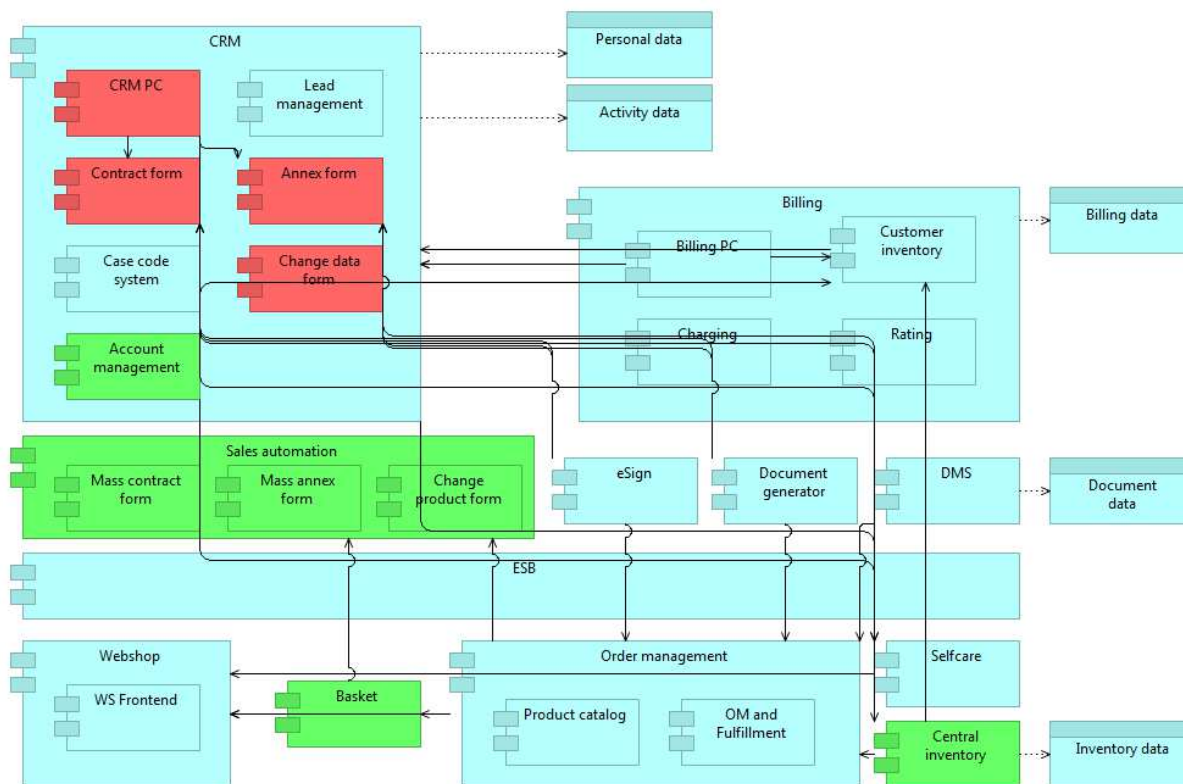 CRM
Personal data
CRM PC
Lead
management
Activity data
Contract form
Annex form
Billing
Billing data
Billing PC
Customer
inventory
Case code
system
Change data
form
Charging
Rating
Account
management
Sales automation
Mass contract
form
Mass annex
form
Change
product form
eSign
Document
generator
DMS
Document
data
ESB
Webshop
Order management
Selfcare
WS Frontend
Basket
Product catalog
OM and
Fulfillment
Central
inventory
Inventory data